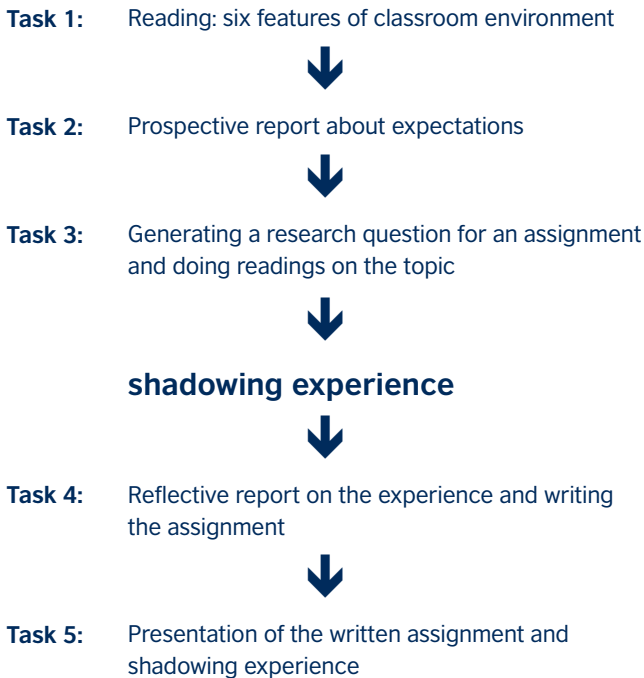 Task 1: Reading: six features of classroom environment
Task 2: Prospective report about expectations
Task 3: Generating a research question for an assignment
and doing readings on the topic
shadowing experience
Task 4: Reflective report on the experience and writing
the assignment
Task 5: Presentation of the written assignment and
shadowing experience